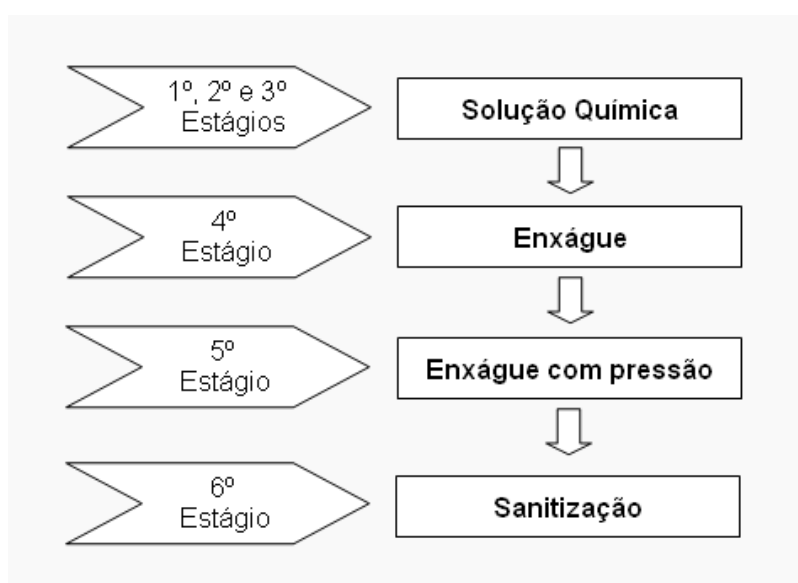 1º, 2º e 3º
Estágios
Solução Química
4º
Estágio
Enxágue
5º
Estágio
Enxágue com pressão
6º
Estágio
Sanitização